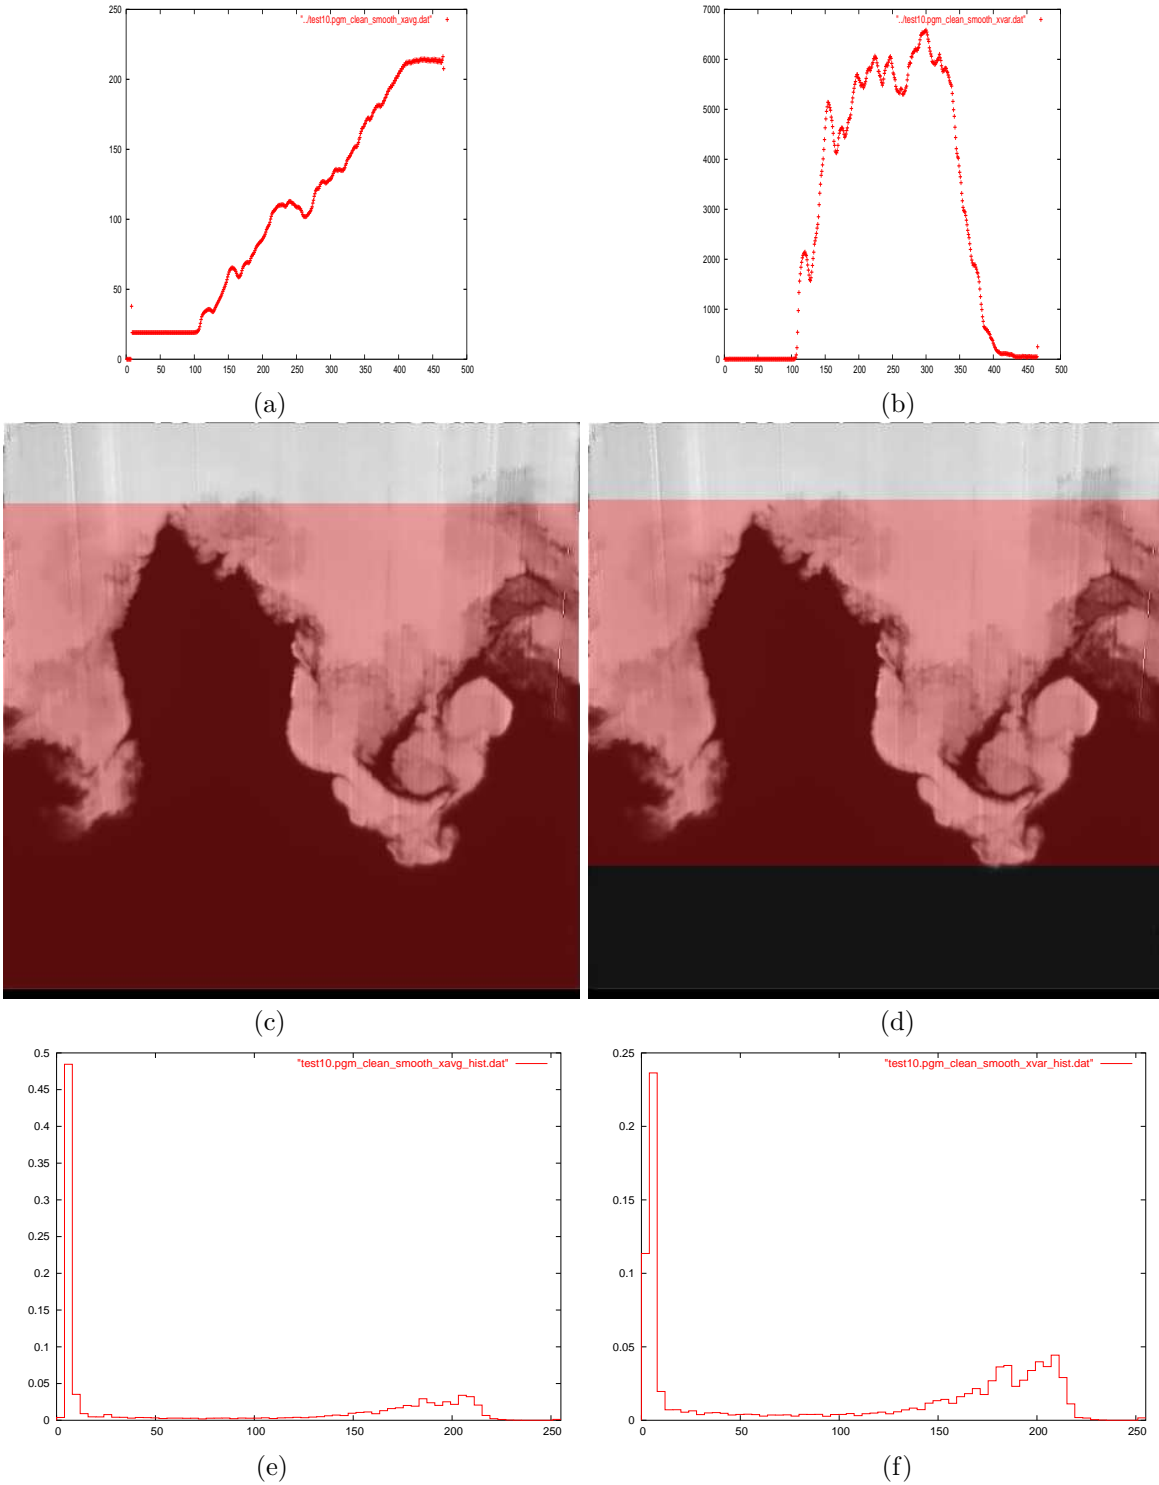 "../test10.pgm_clean_smooth_xavg.dat"
250
200
150
100
50
0
0 50 100 150 200 250 300 350 400 450 500
(a)
"../test10.pgm_clean_smooth_xvar.dat"
7000
6000
5000
4000
3000
2000
1000
0
0 50 100 150 200 250 300 350 400 450 500
(b)
(c)
(d)
"test10.pgm_clean_smooth_xavg_hist.dat"
0.5
0.45
0.4
0.35
0.3
0.25
0.2
0.15
0.1
0.05
0
0 50 100 150 200 250
(e)
"test10.pgm_clean_smooth_xvar_hist.dat"
0.25
0.2
0.15
0.1
0.05
0
0 50 100 150 200 250
(f)